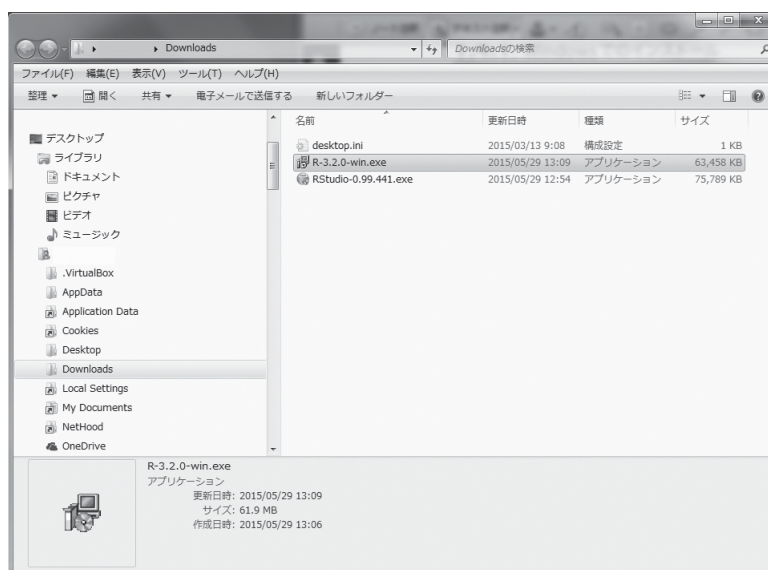 Downloads
Downloadsの検索
ファイル(F) 編集(E) 表示(V) ツール(T) ヘルプ(H)
整理 開く 共有 電子メールで送信する 新しいフォルダー
名前 更新日時 種類 サイズ
desktop.ini 2015/03/13 9:08 構成設定 1 KB
R-3.2.0-win.exe 2015/05/29 13:09 アプリケーション 63,458 KB
RStudio-0.99.441.exe 2015/05/29 12:54 アプリケーション 75,789 KB
デスクトップ
ライブラリ
ドキュメント
ピクチャ
ビデオ
ミュージック
.VirtualBox
AppData
Application Data
Cookies
Desktop
Downloads
Local Settings
My Documents
NetHood
OneDrive
R-3.2.0-win.exe
アプリケーション
更新日時: 2015/05/29 13:09
サイズ: 61.9 MB
作成日時: 2015/05/29 13:06